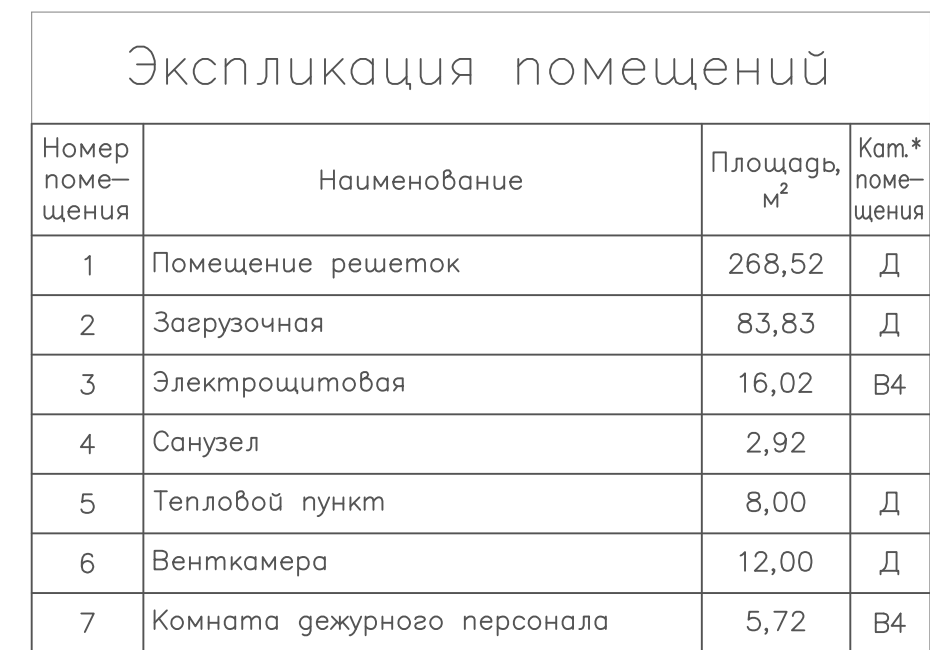 Экспликация помещений
Номер поме– щения Наименование Площадь, м² Кат.* поме– щения
1 Помещение решеток 268,52 Д
2 Загрузочная 83,83 Д
3 Электрощитовая 16,02 В4
4 Санузел 2,92
5 Тепловой пункт 8,00 Д
6 Венткамера 12,00 Д
7 Комната дежурного персонала 5,72 В4